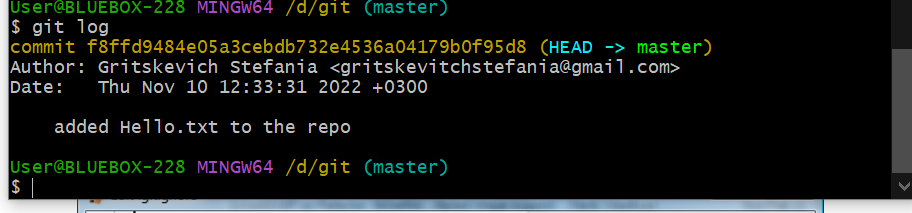 User@BLUEBOX-228 MINGW64 /d/git (master)
$ git log
commit f8ffd9484e05a3cebdb732e4536a04179b0f95d8 (HEAD -> master)
Author: Gritskevich Stefania <gritskevitchstefania@gmail.com>
Date:   Thu Nov 10 12:33:31 2022 +0300
    added Hello.txt to the repo
User@BLUEBOX-228 MINGW64 /d/git (master)
$